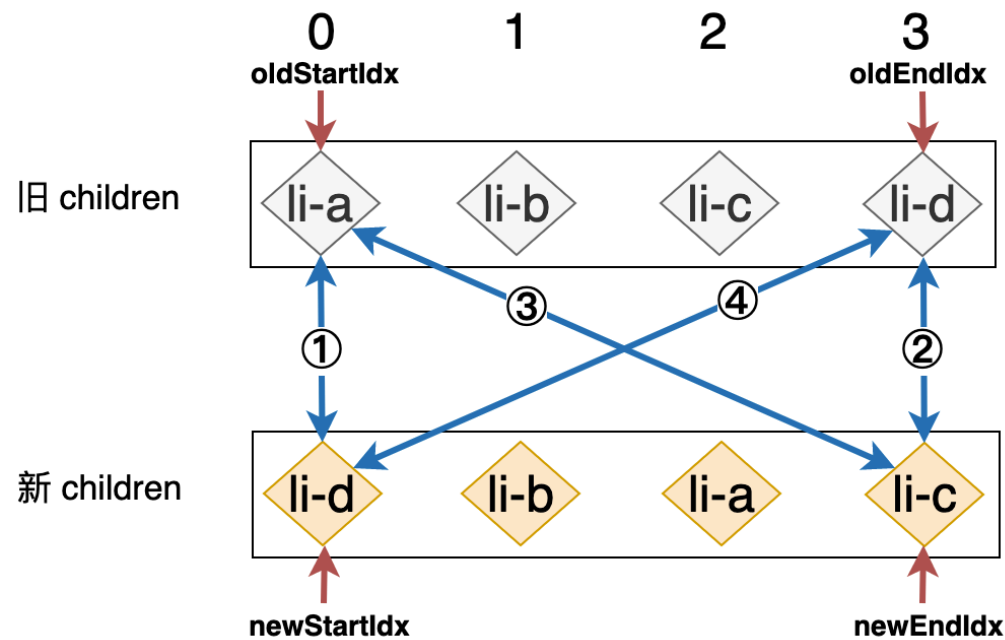 0 1 2 3
oldStartIdx oldEndIdx
旧 children li-a li-b li-c li-d
③ ④
① ②
新 children li-d li-b li-a li-c
newStartIdx newEndIdx